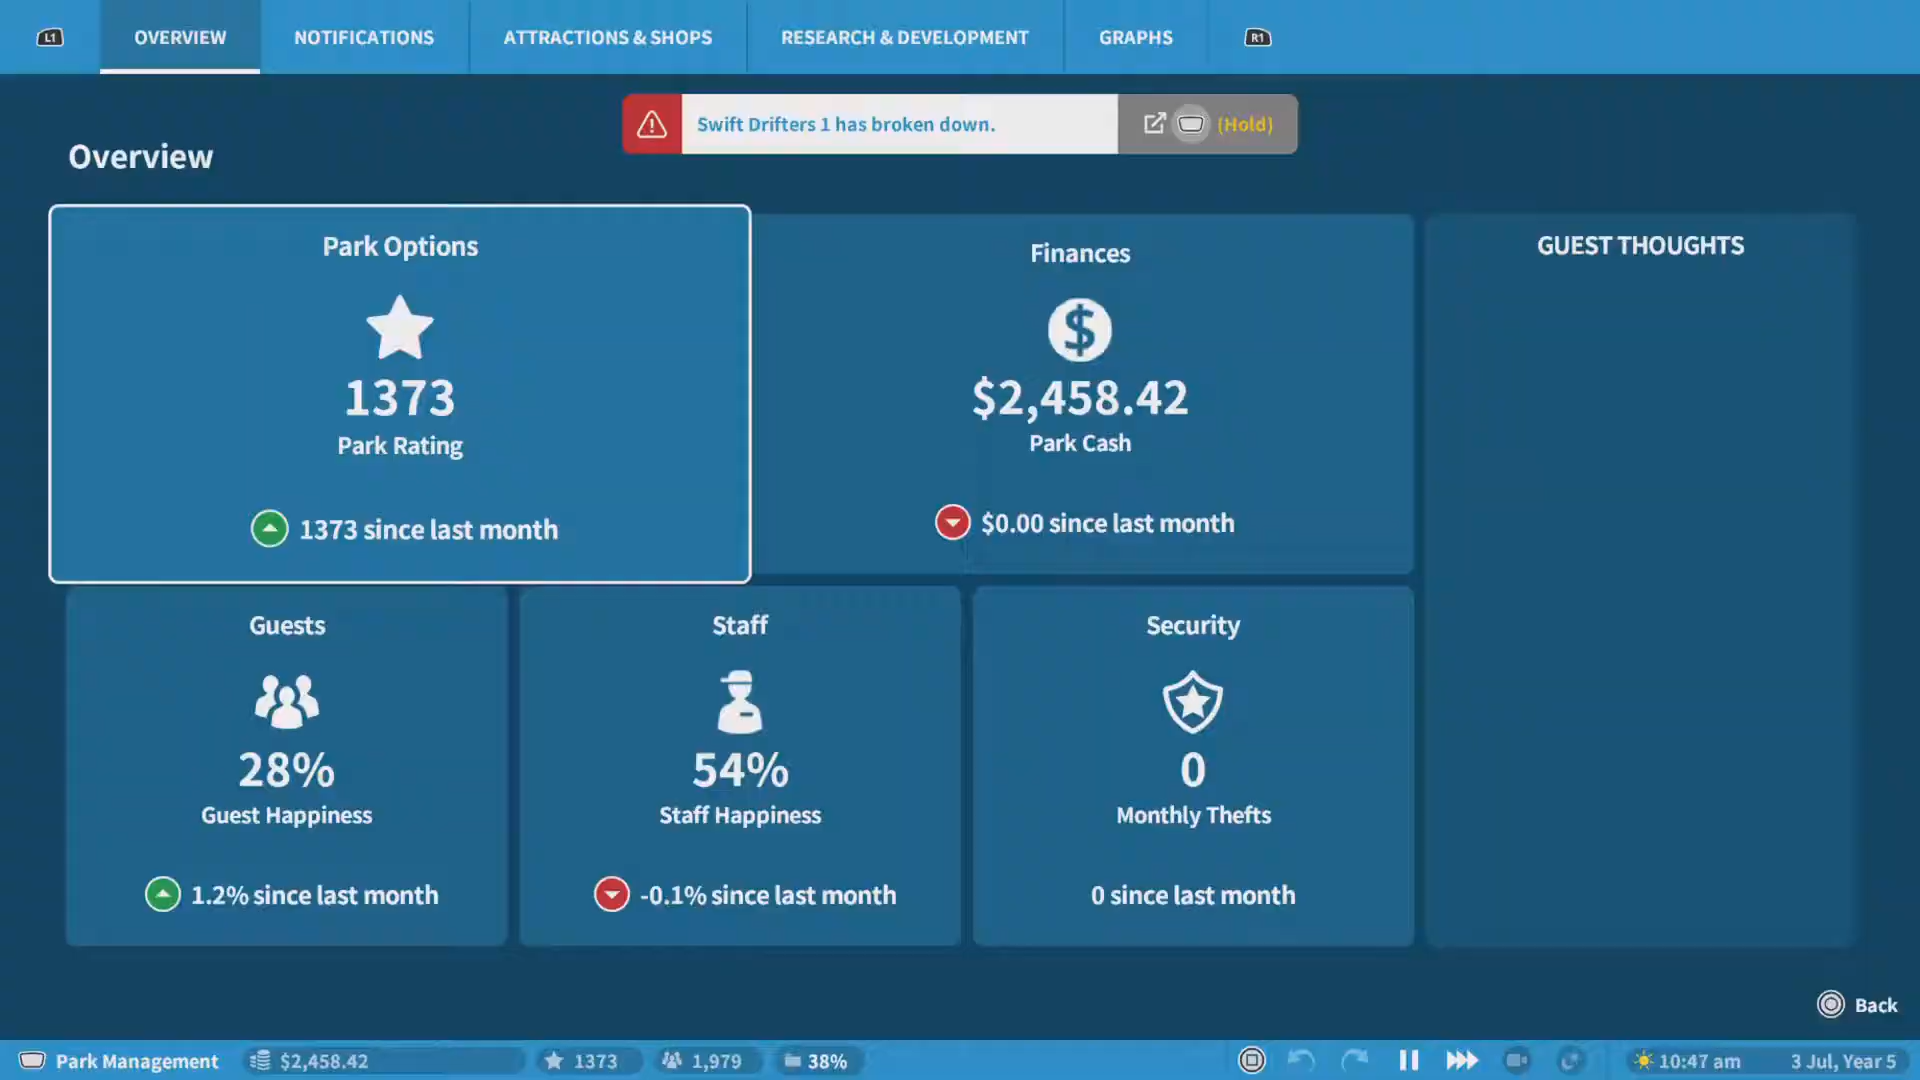 L1
OVERVIEW
NOTIFICATIONS
ATTRACTIONS & SHOPS
RESEARCH & DEVELOPMENT
GRAPHS
R1
Swift Drifters 1 has broken down.
(Hold)
Overview
Park Options
1373
Park Rating
1373 since last month
Finances
$
$2,458.42
Park Cash
$0.00 since last month
GUEST THOUGHTS
Guests
28%
Guest Happiness
1.2% since last month
Staff
54%
Staff Happiness
-0.1% since last month
Security
0
Monthly Thefts
0 since last month
Back
Park Management
$2,458.42
1373
1,979
38%
10:47 am
3 Jul, Year 5